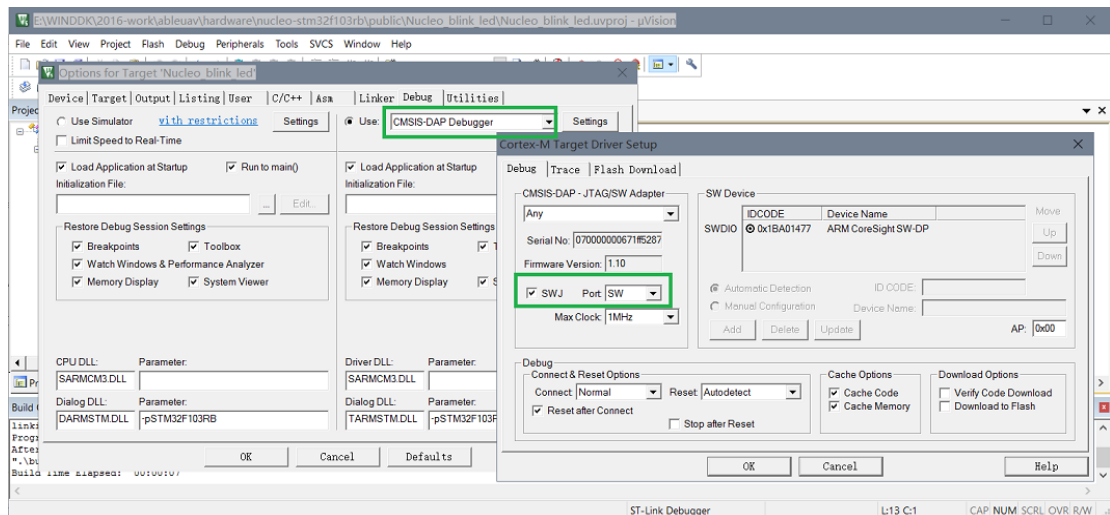 E:\WINDDK\2016-work\ableuav\hardware\nucleo-stm32f103rb\public\Nucleo_blink_led\Nucleo_blink_led.uvproj - µVision
File Edit View Project Flash Debug Peripherals Tools SVCS Window Help
Options for Target 'Nucleo_blink_led'
Device Target Output Listing User C/C++ Asm Linker Debug Utilities
Use Simulator with restrictions Settings
Limit Speed to Real-Time
Load Application at Startup Run to main()
Initialization File:
... Edit...
Restore Debug Session Settings
Breakpoints Toolbox
Watch Windows & Performance Analyzer
Memory Display System Viewer
CPU DLL: Parameter:
SARMCM3.DLL
Dialog DLL: Parameter:
DARMSTM.DLL -pSTM32F103RB
Use: CMSIS-DAP Debugger Settings
Load Application at Startup
Initialization File:
Restore Debug Session Settings
Breakpoints
Watch Windows
Memory Display
Driver DLL: Parameter:
SARMCM3.DLL
Dialog DLL: Parameter:
TARMSTM.DLL -pSTM32F103R
OK Cancel Defaults
Cortex-M Target Driver Setup
Debug Trace Flash Download
CMSIS-DAP - JTAG/SW Adapter
Any
Serial No: 070000000671ff5287
Firmware Version: 1.10
SWJ Port: SW
Max Clock: 1MHz
SW Device
IDCODE Device Name
SWDIO 0x1BA01477 ARM CoreSight SW-DP
Move
Up
Down
Automatic Detection ID CODE:
Manual Configuration Device Name:
Add Delete Update AP: 0x00
Debug
Connect & Reset Options
Connect: Normal Reset: Autodetect
Reset after Connect
Stop after Reset
Cache Options
Cache Code
Cache Memory
Download Options
Verify Code Download
Download to Flash
OK Cancel Help
Projec
Pr
Build
linki
Progr
After
".\bu
Build Time Elapsed: 00:00:07
ST-Link Debugger L:13 C:1 CAP NUM SCRL OVR R/W